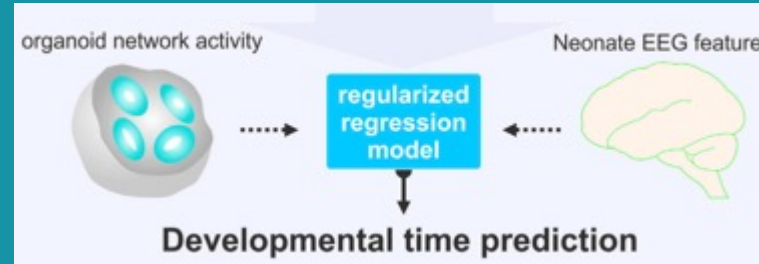 organoid network activity
Neonate EEG feature
regularized
regression
model
Developmental time prediction